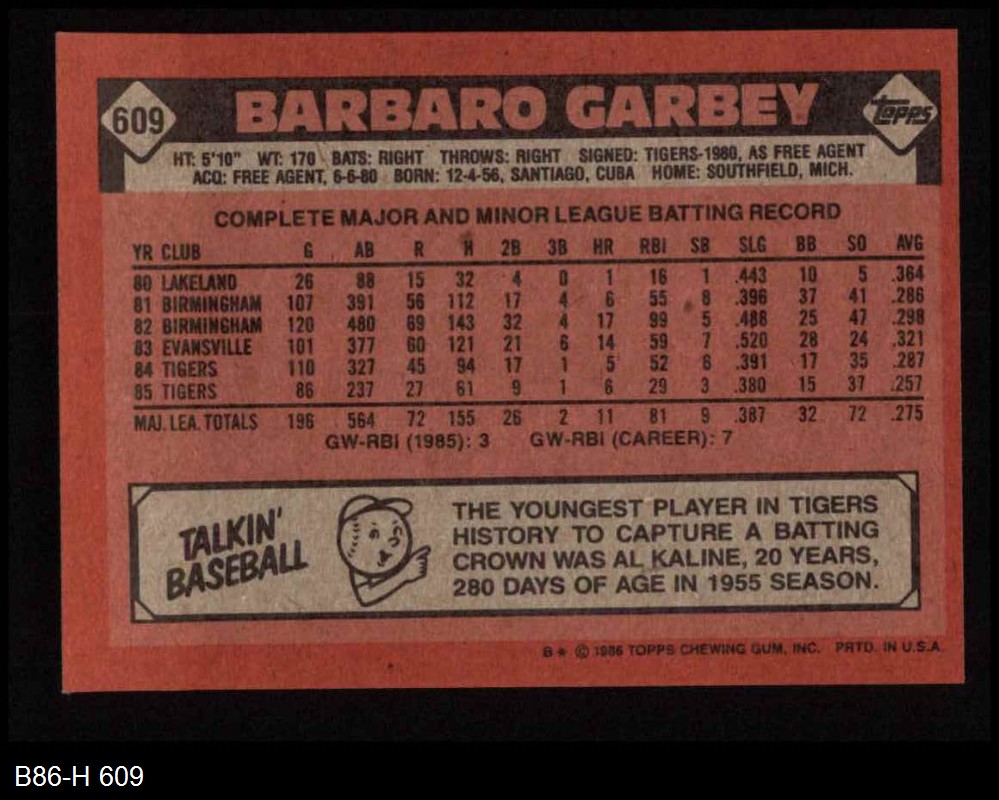 609 BARBARO GARBEY Topps
HT: 5'10" WT: 170 BATS: RIGHT THROWS: RIGHT SIGNED: TIGERS-1980, AS FREE AGENT
ACQ: FREE AGENT, 6-6-80 BORN: 12-4-56, SANTIAGO, CUBA HOME: SOUTHFIELD, MICH.
COMPLETE MAJOR AND MINOR LEAGUE BATTING RECORD
YR CLUB G AB R H 2B 3B HR RBI SB SLG BB SO AVG
80 LAKELAND 26 88 15 32 4 0 1 16 1 .443 10 5 .364
81 BIRMINGHAM 107 391 56 112 17 4 6 55 8 .396 37 41 .286
82 BIRMINGHAM 120 480 69 143 32 4 17 99 5 .488 25 47 .298
83 EVANSVILLE 101 377 60 121 21 6 14 59 7 .520 28 24 .321
84 TIGERS 110 327 45 94 17 1 5 52 6 .391 17 35 .287
85 TIGERS 86 237 27 61 9 1 6 29 3 .380 15 37 .257
MAJ. LEA. TOTALS 196 564 72 155 26 2 11 81 9 .387 32 72 .275
GW-RBI (1985): 3 GW-RBI (CAREER): 7
TALKIN'
BASEBALL
THE YOUNGEST PLAYER IN TIGERS
HISTORY TO CAPTURE A BATTING
CROWN WAS AL KALINE, 20 YEARS,
280 DAYS OF AGE IN 1955 SEASON.
B* © 1986 TOPPS CHEWING GUM, INC. PRTD. IN U.S.A.
B86-H 609